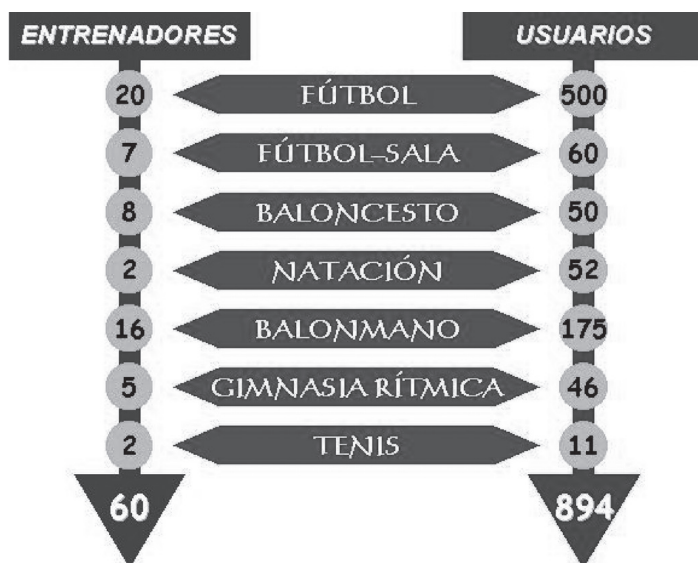 ENTRENADORES USUARIOS
20 FÚTBOL 500
7 FÚTBOL-SALA 60
8 BALONCESTO 50
2 NATACIÓN 52
16 BALONMANO 175
5 GIMNASIA RÍTMICA 46
2 TENIS 11
60 894